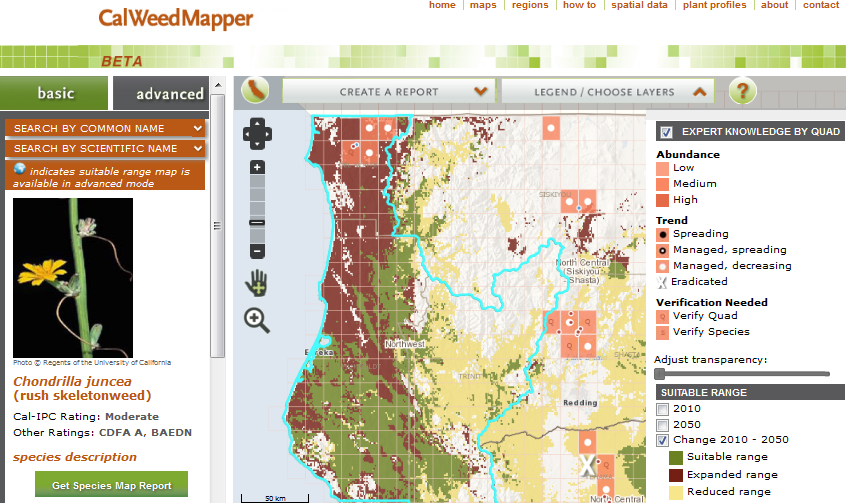 home maps regions how to spatial data plant profiles about contact
CalWeedMapper
BETA
basic advanced
CREATE A REPORT
LEGEND / CHOOSE LAYERS
?
SEARCH BY COMMON NAME
SEARCH BY SCIENTIFIC NAME
indicates suitable range map is
available in advanced mode
Photo © Regents of the University of California
Chondrilla juncea
(rush skeletonweed)
Cal-IPC Rating: Moderate
Other Ratings: CDFA A, BAEDN
species description
Get Species Map Report
SISKIYOU
North Central
(Siskiyou
-Shasta)
Northwest
Eureka
TRINITY
SHASTA
Redding
North Central
50 km
EXPERT KNOWLEDGE BY QUAD
Abundance
Low
Medium
High
Trend
Spreading
Managed, spreading
Managed, decreasing
X Eradicated
Verification Needed
Q Verify Quad
S Verify Species
Adjust transparency:
SUITABLE RANGE
2010
2050
Change 2010 - 2050
Suitable range
Expanded range
Reduced range